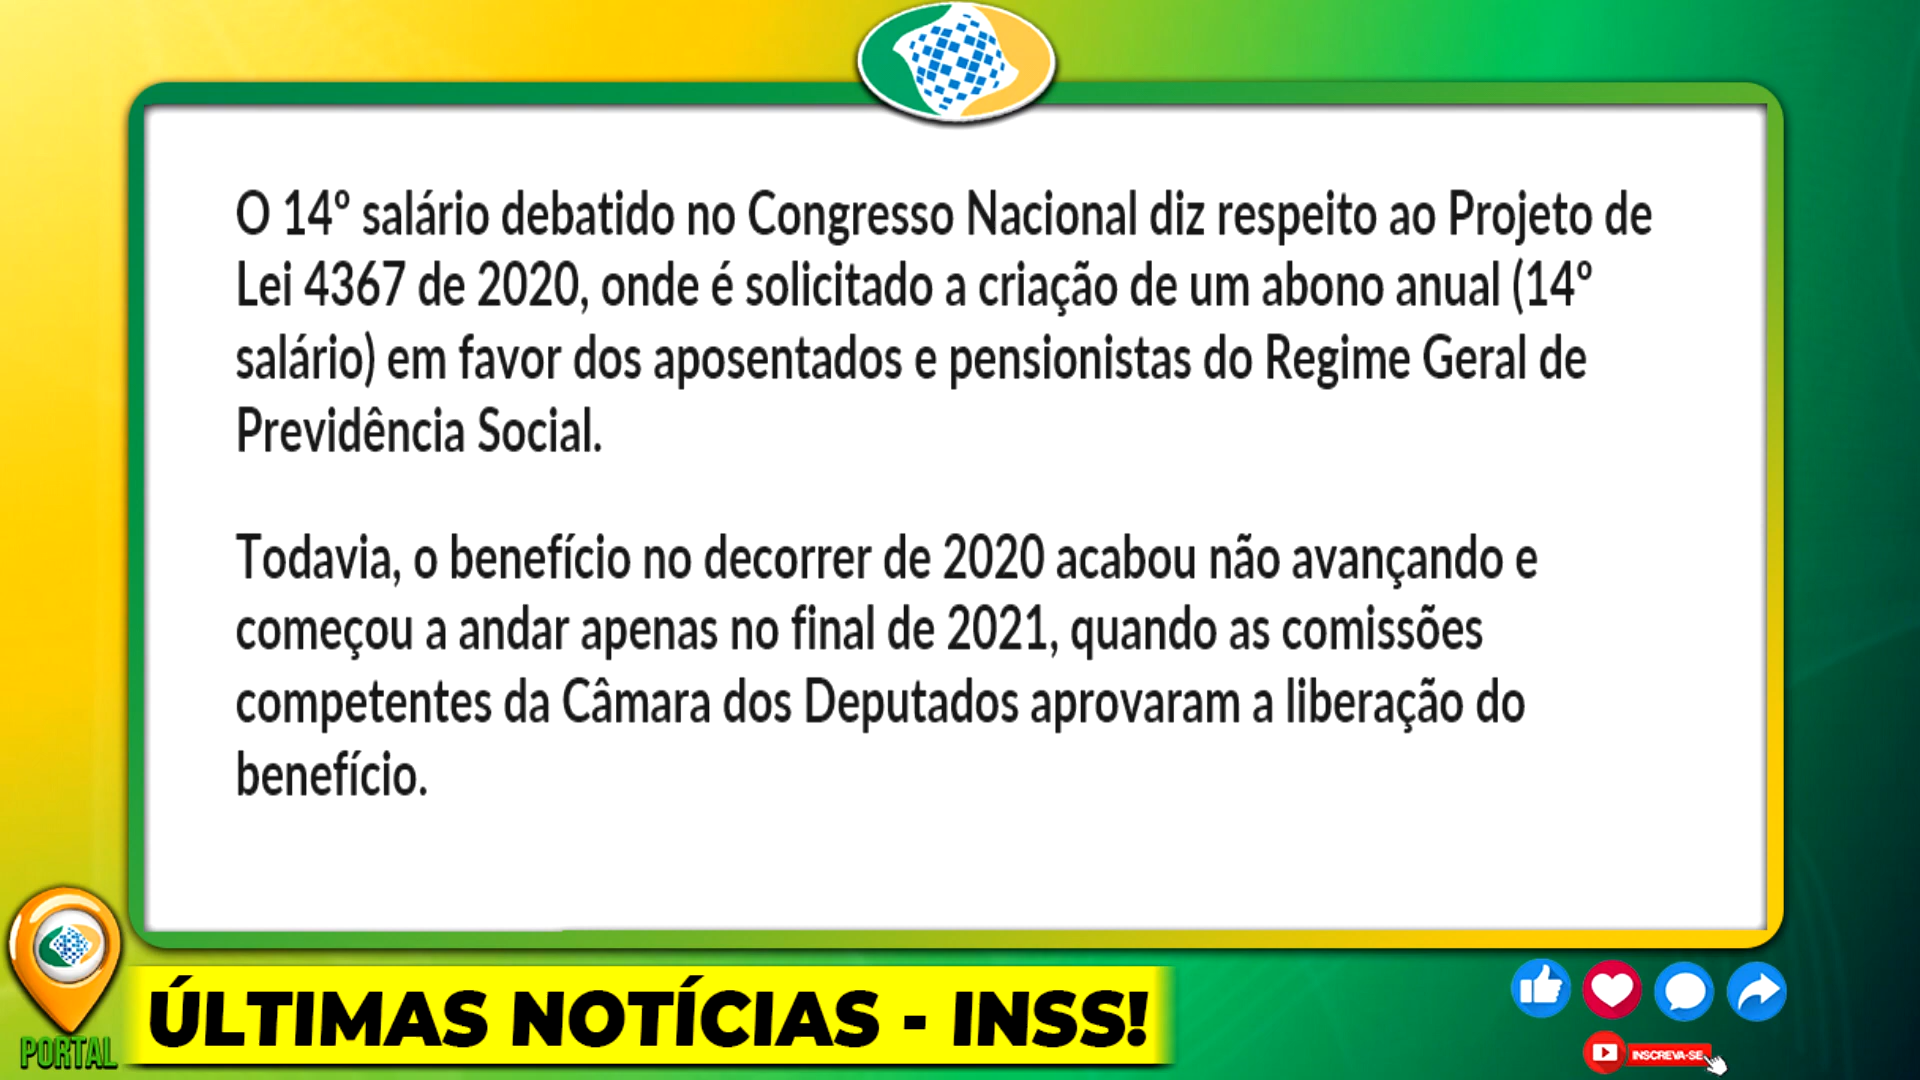 O 14º salário debatido no Congresso Nacional diz respeito ao Projeto de
Lei 4367 de 2020, onde é solicitado a criação de um abono anual (14º
salário) em favor dos aposentados e pensionistas do Regime Geral de
Previdência Social.
Todavia, o benefício no decorrer de 2020 acabou não avançando e
começou a andar apenas no final de 2021, quando as comissões
competentes da Câmara dos Deputados aprovaram a liberação do
benefício.
ÚLTIMAS NOTÍCIAS - INSS!
PORTAL
INSCREVA-SE